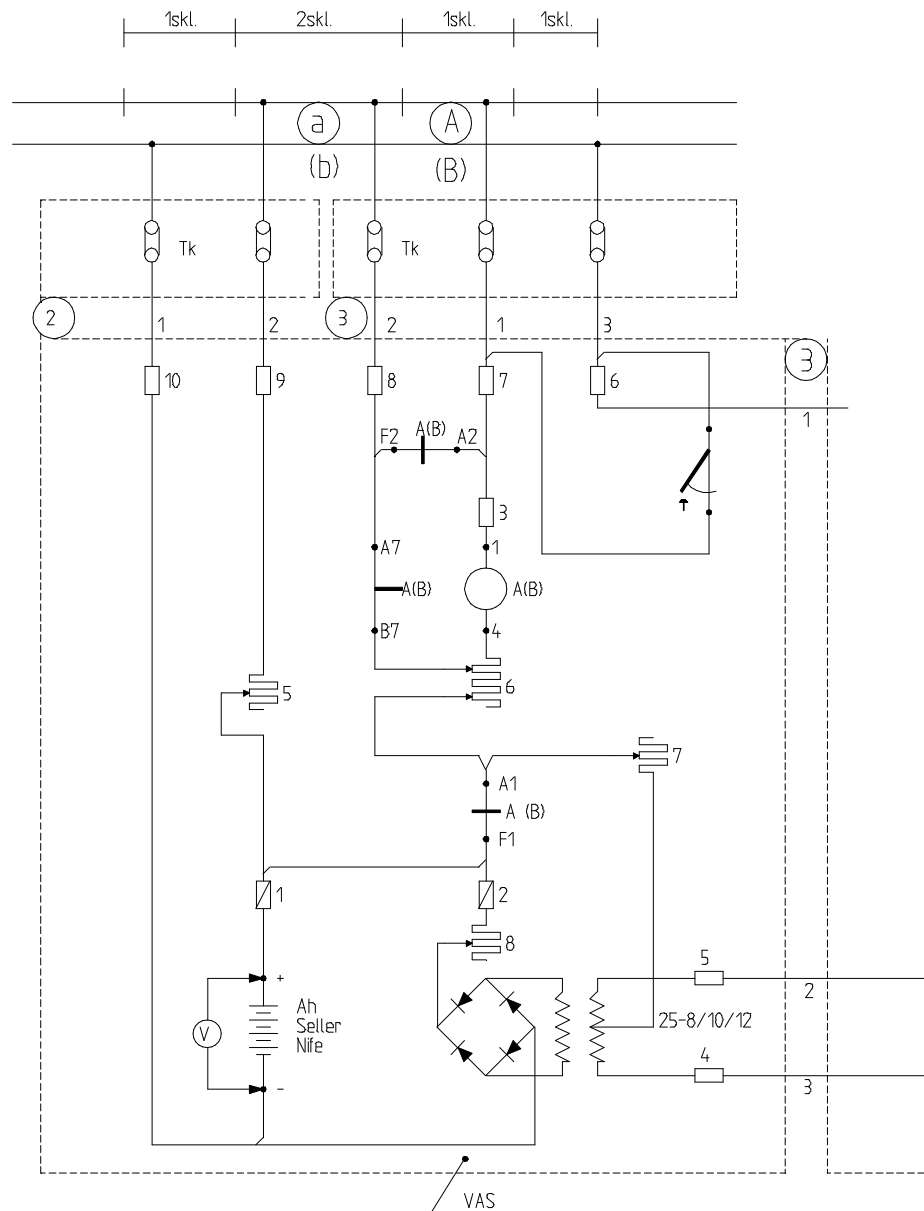 1skl. 2skl. 1skl. 1skl.
a A
(b) (B)
Tk Tk
2 3
1 2 2 1 3
3
10 9 8 7 6
1
A(B)
F2 A2
3
A7 1
A(B) A(B)
B7 4
5 6
7
A1
A (B)
F1
1 2
8
5
+ 2
Ah
Seller
Nife
V
25-8/10/12
4
- 3
VAS